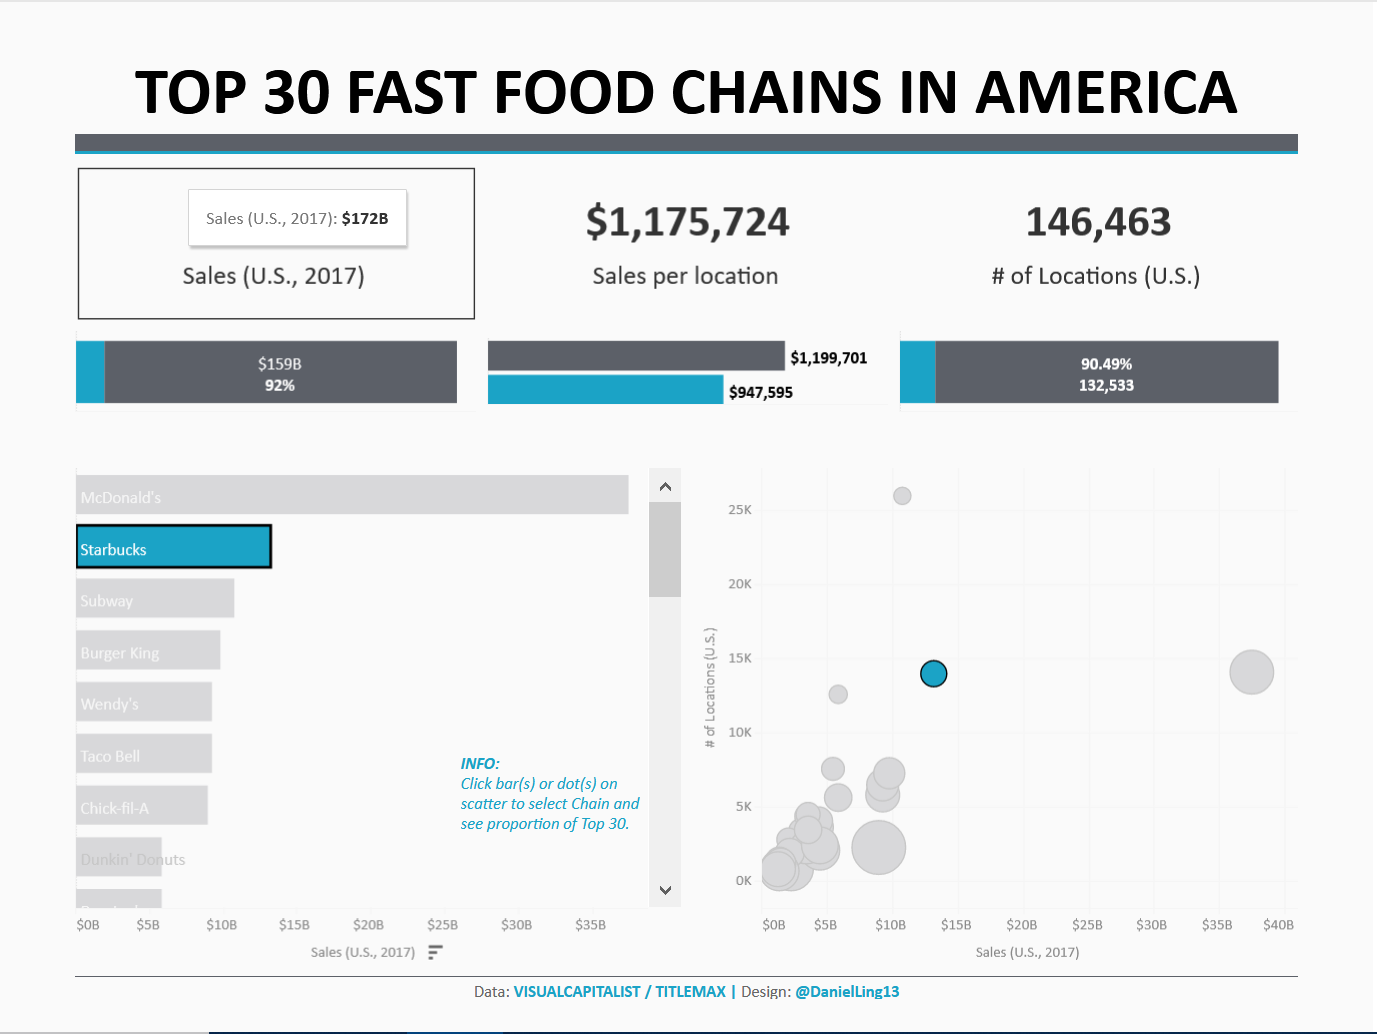 TOP 30 FAST FOOD CHAINS IN AMERICA
Sales (U.S., 2017): $172B
Sales (U.S., 2017)
$1,175,724
Sales per location
146,463
# of Locations (U.S.)
$159B
92%
$1,199,701
$947,595
90.49%
132,533
McDonald's
Starbucks
Subway
Burger King
Wendy's
Taco Bell
Chick-fil-A
Dunkin' Donuts
INFO:
Click bar(s) or dot(s) on
scatter to select Chain and
see proportion of Top 30.
$0B $5B $10B $15B $20B $25B $30B $35B
Sales (U.S., 2017)
# of Locations (U.S.)
25K
20K
15K
10K
5K
0K
$0B $5B $10B $15B $20B $25B $30B $35B $40B
Sales (U.S., 2017)
Data: VISUALCAPITALIST / TITLEMAX | Design: @DanielLing13